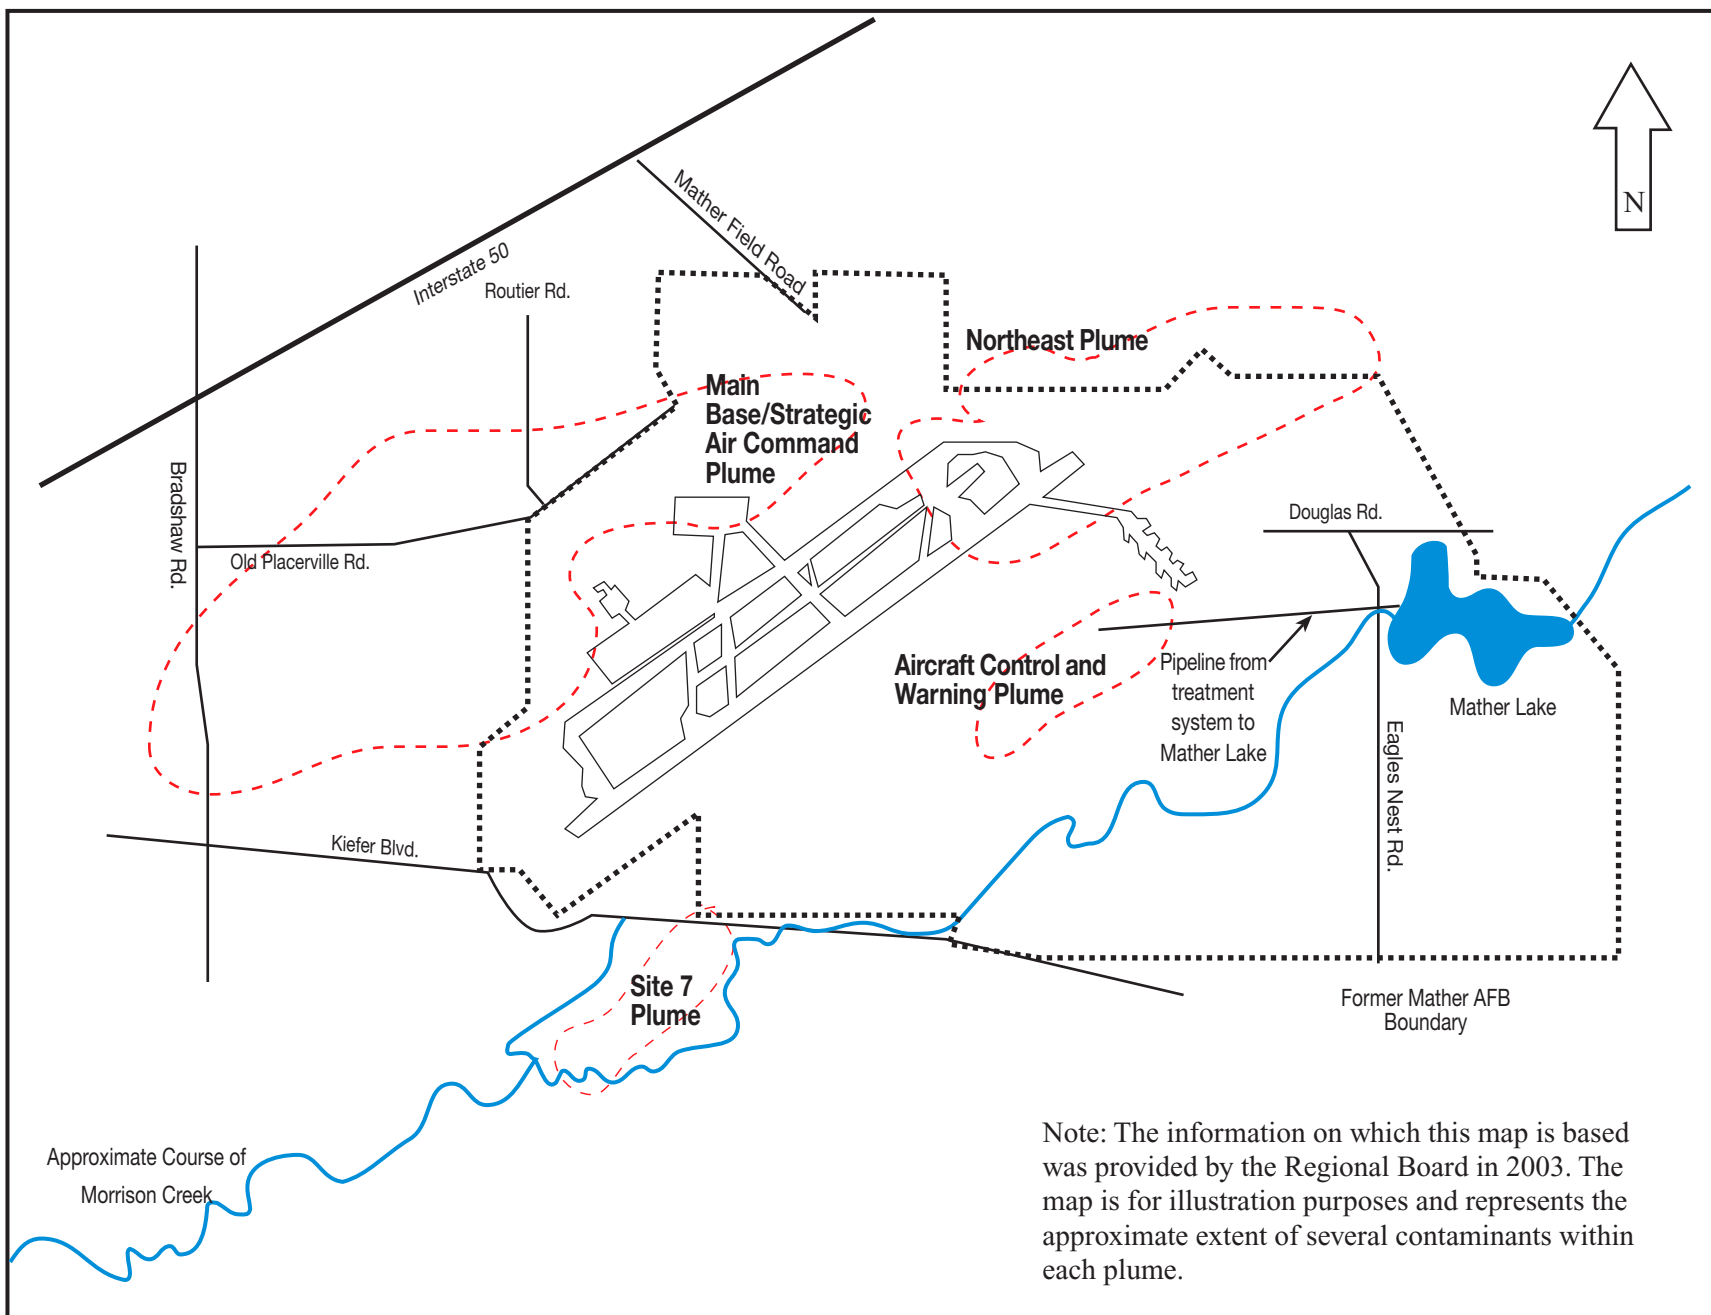 N
Mather Field Road
Interstate 50
Routier Rd.
Northeast Plume
Main
Base/Strategic
Air Command
Plume
Bradshaw Rd.
Old Placerville Rd.
Douglas Rd.
Aircraft Control and
Warning Plume
Pipeline from
treatment
system to
Mather Lake
Mather Lake
Eagles Nest Rd.
Kiefer Blvd.
Site 7
Plume
Former Mather AFB
Boundary
Approximate Course of
Morrison Creek
Note: The information on which this map is based
was provided by the Regional Board in 2003. The
map is for illustration purposes and represents the
approximate extent of several contaminants within
each plume.